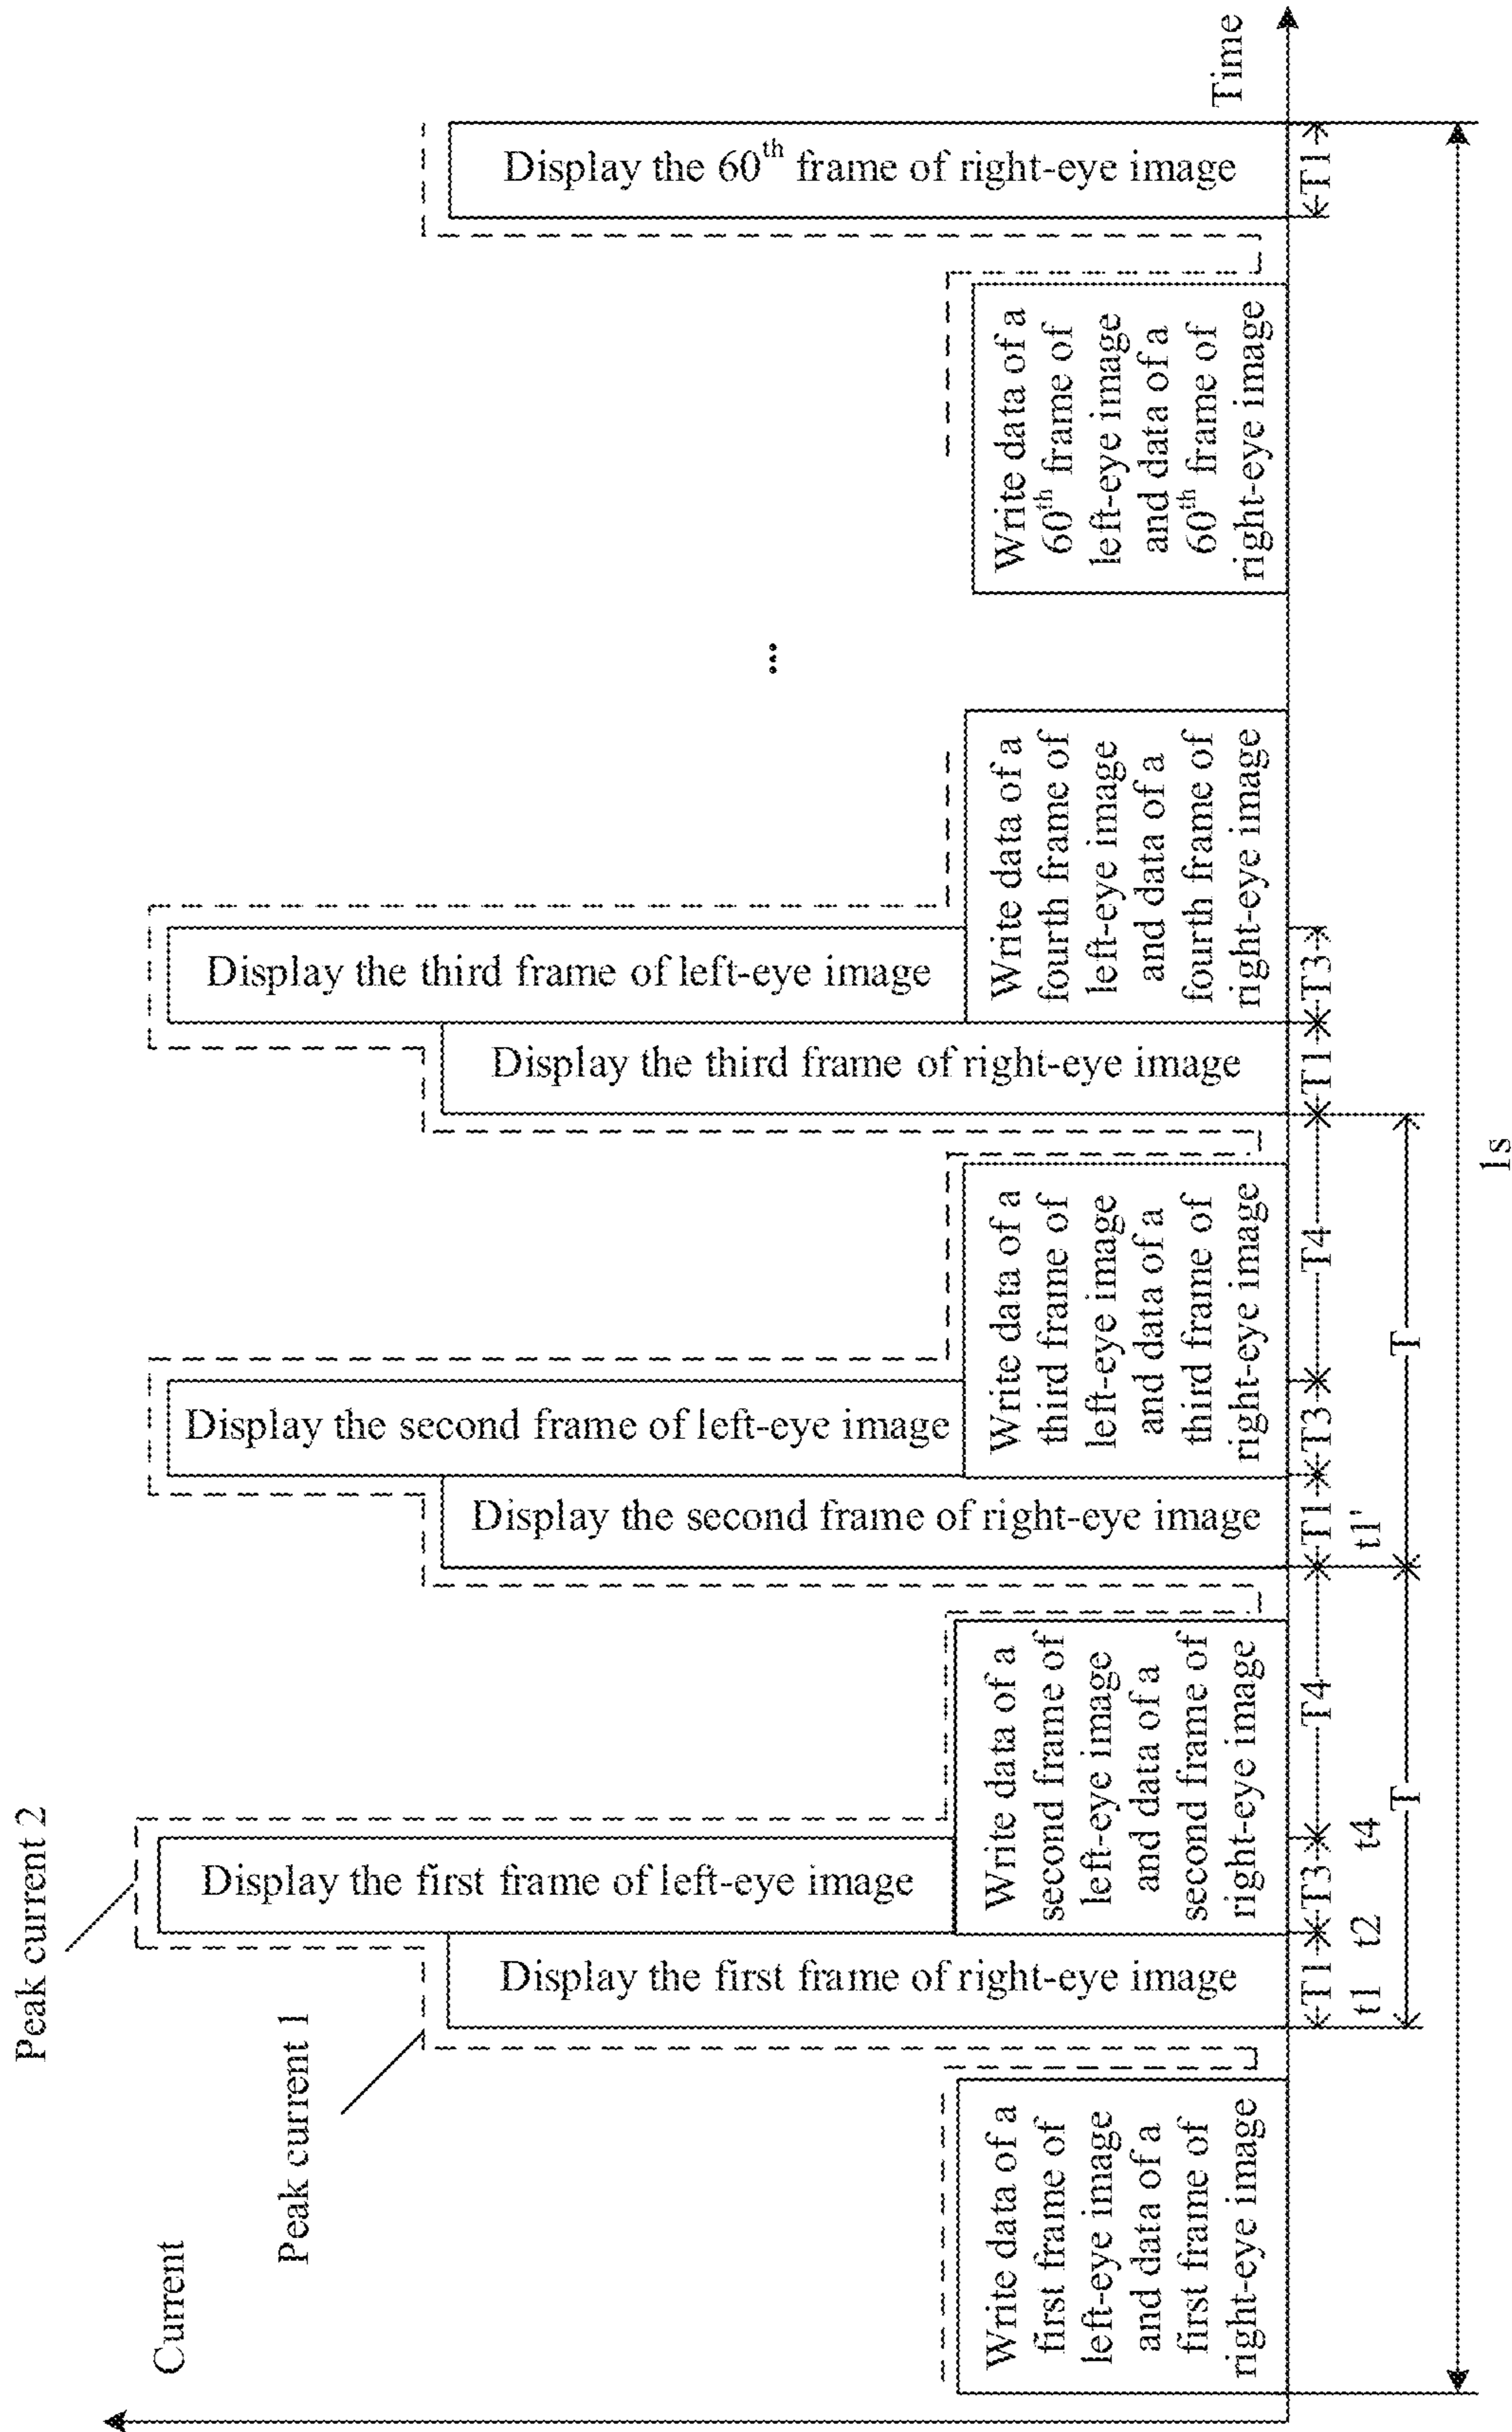 Current
Peak current 1
Peak current 2
Write data of a
first frame of
left-eye image
and data of a
first frame of
right-eye image
Display the first frame of right-eye image
Display the first frame of left-eye image
Write data of a
second frame of
left-eye image
and data of a
second frame of
right-eye image
Display the second frame of right-eye image
Display the second frame of left-eye image
Write data of a
third frame of
left-eye image
and data of a
third frame of
right-eye image
Display the third frame of right-eye image
Display the third frame of left-eye image
Write data of a
fourth frame of
left-eye image
and data of a
fourth frame of
right-eye image
...
Write data of a
60th frame of
left-eye image
and data of a
60th frame of
right-eye image
Display the 60th frame of right-eye image
Time
T1 T3 T4 T1 T3 T4 T1 T3 T1
t1 t2 t4 t1'
T T
1s